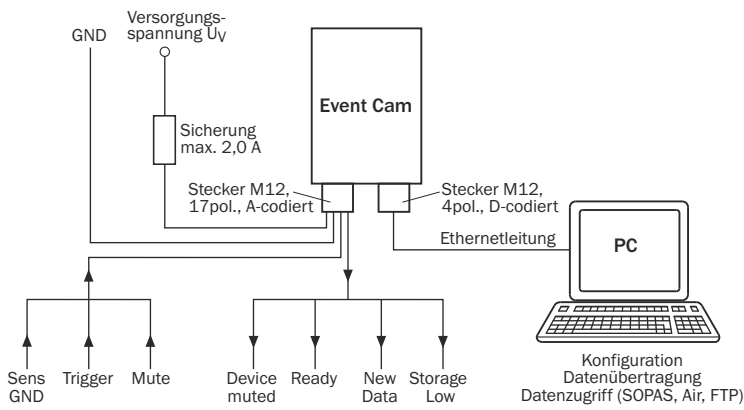 Versorgungs-
spannung UV
GND
Event Cam
Sicherung
max. 2,0 A
Stecker M12,
17pol., A-codiert
Stecker M12,
4pol., D-codiert
Ethernetleitung
PC
Sens
GND
Trigger
Mute
Device
muted
Ready
New
Data
Storage
Low
Konfiguration
Datenübertragung
Datenzugriff (SOPAS, Air, FTP)